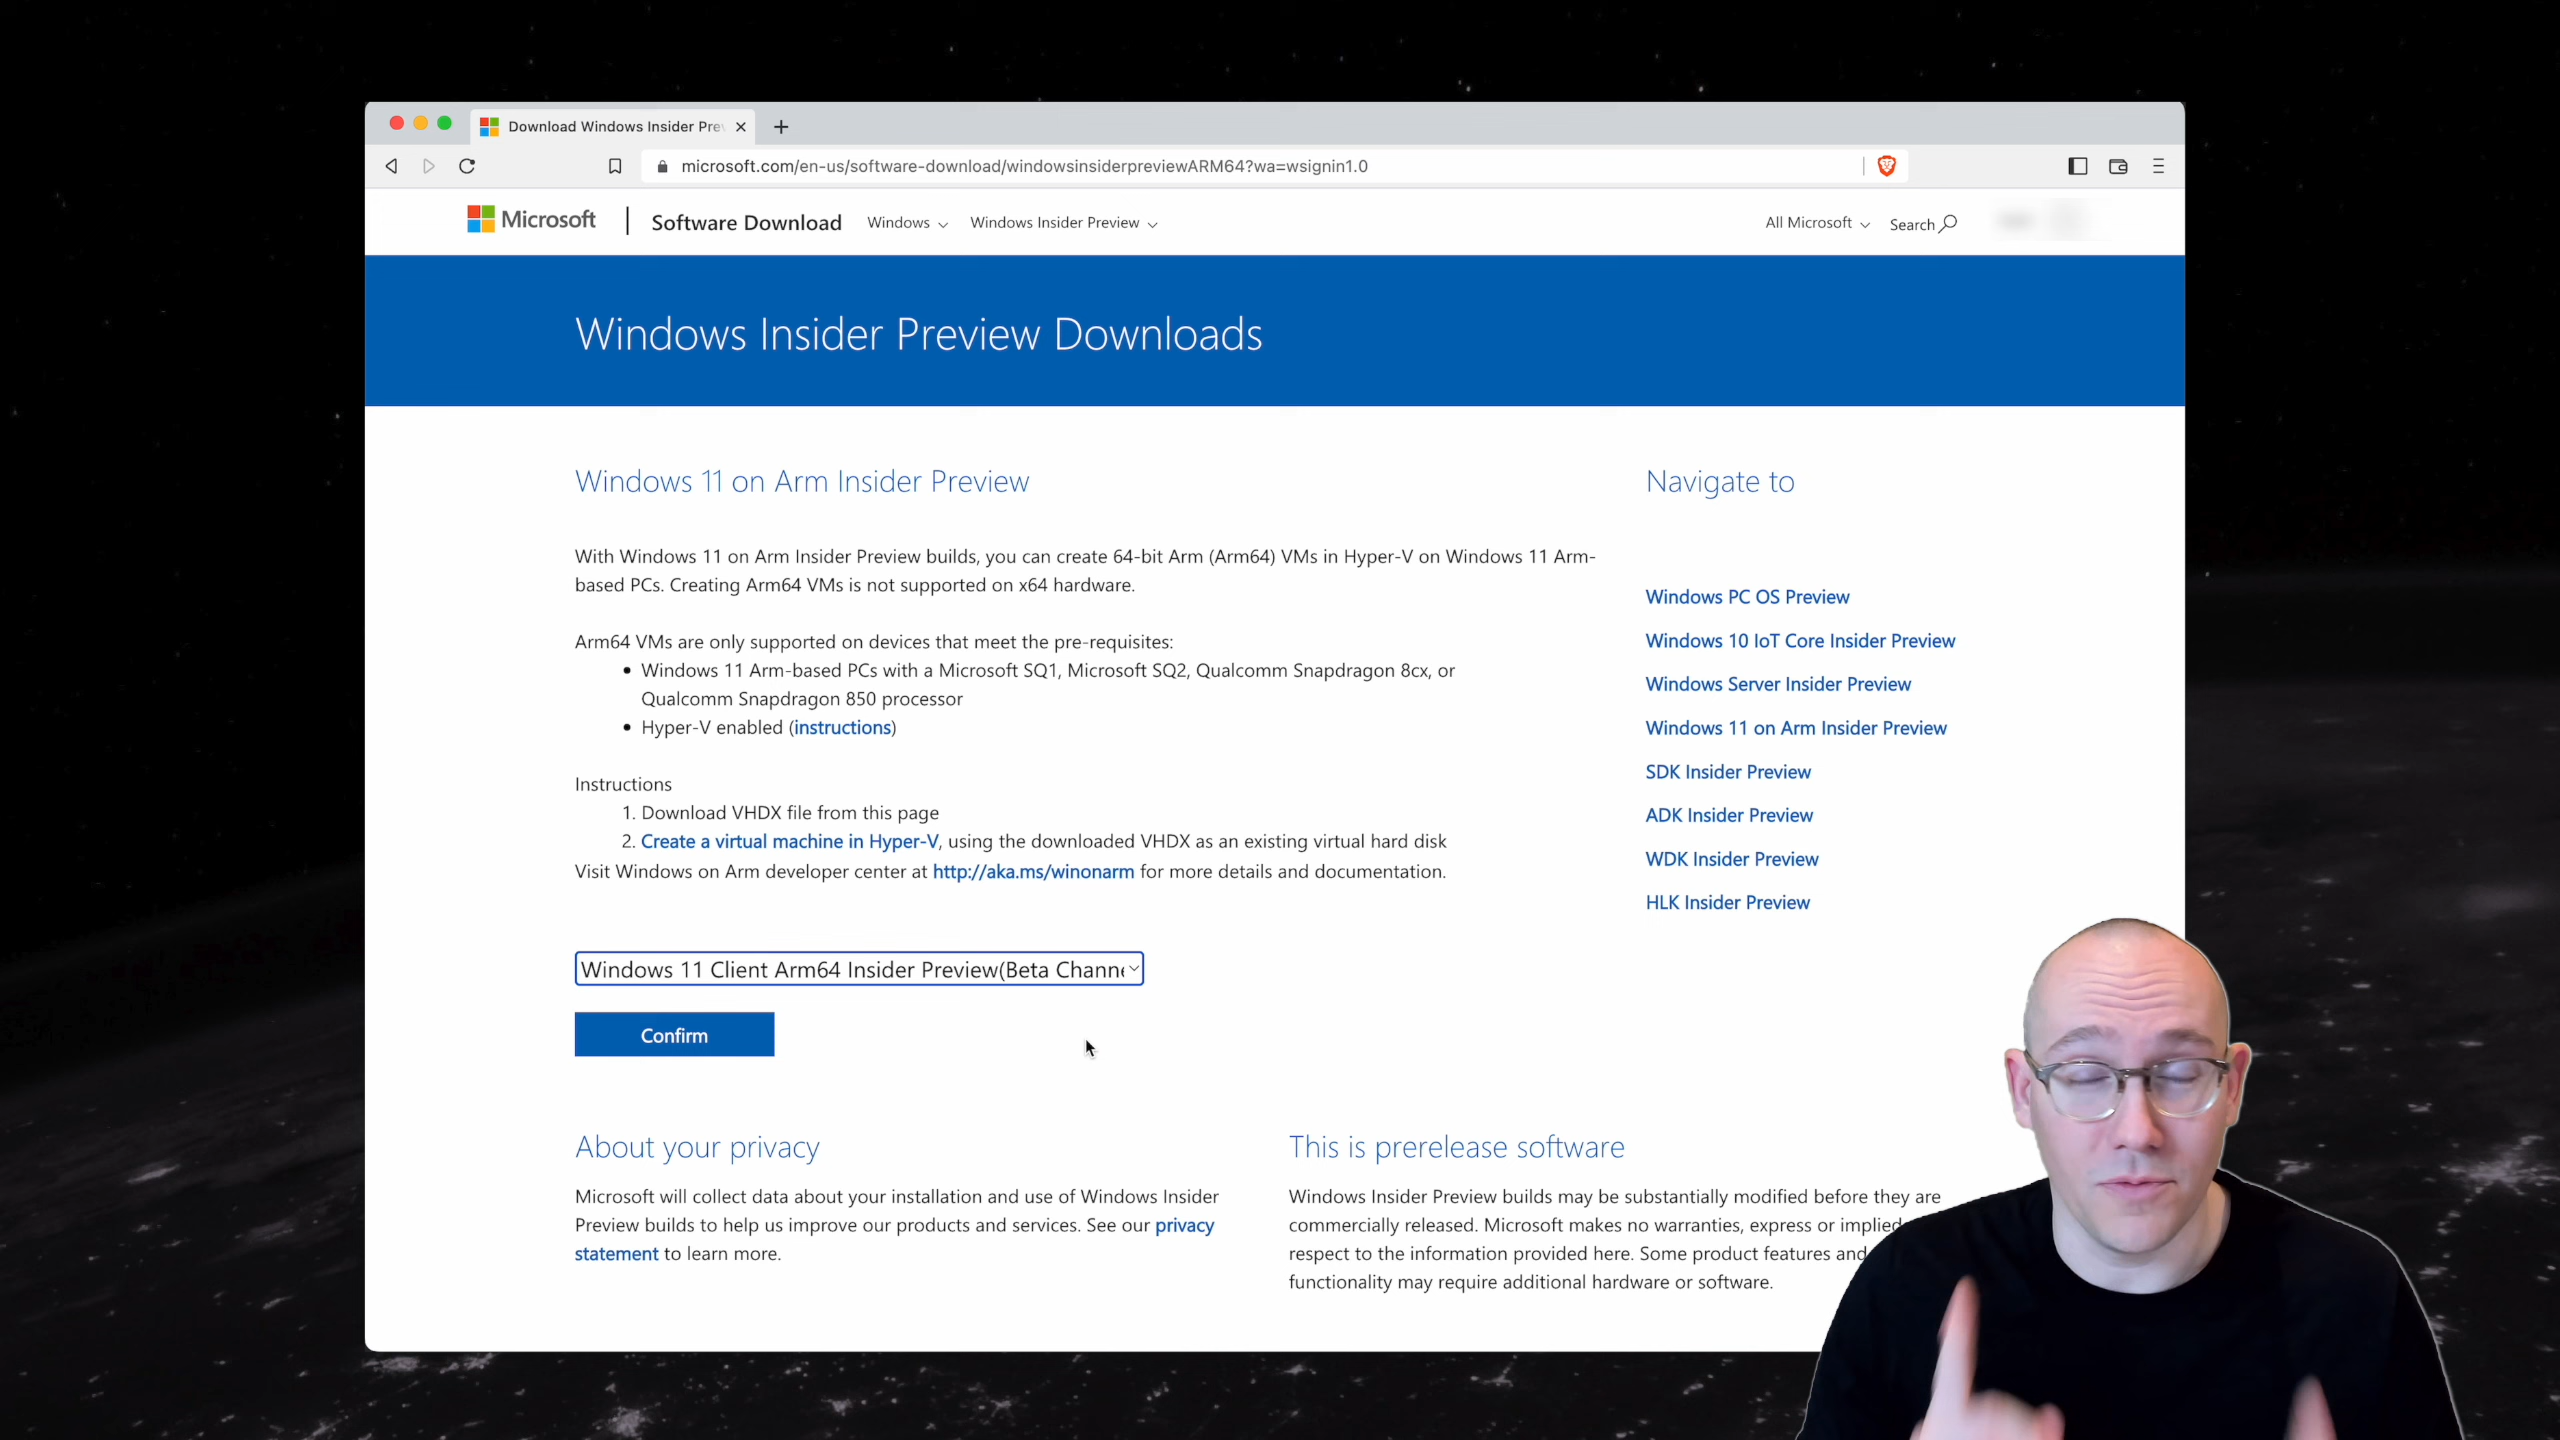 Download Windows Insider Pre
microsoft.com/en-us/software-download/windowsinsiderpreviewARM64?wa=wsignin1.0
Microsoft
Software Download
Windows
Windows Insider Preview
All Microsoft
Search
Windows Insider Preview Downloads
Windows 11 on Arm Insider Preview
With Windows 11 on Arm Insider Preview builds, you can create 64-bit Arm (Arm64) VMs in Hyper-V on Windows 11 Arm-
based PCs. Creating Arm64 VMs is not supported on x64 hardware.
Arm64 VMs are only supported on devices that meet the pre-requisites:
• Windows 11 Arm-based PCs with a Microsoft SQ1, Microsoft SQ2, Qualcomm Snapdragon 8cx, or
Qualcomm Snapdragon 850 processor
• Hyper-V enabled (instructions)
Instructions
1. Download VHDX file from this page
2. Create a virtual machine in Hyper-V, using the downloaded VHDX as an existing virtual hard disk
Visit Windows on Arm developer center at http://aka.ms/winonarm for more details and documentation.
Windows 11 Client Arm64 Insider Preview(Beta Channe
Confirm
Navigate to
Windows PC OS Preview
Windows 10 IoT Core Insider Preview
Windows Server Insider Preview
Windows 11 on Arm Insider Preview
SDK Insider Preview
ADK Insider Preview
WDK Insider Preview
HLK Insider Preview
About your privacy
Microsoft will collect data about your installation and use of Windows Insider
Preview builds to help us improve our products and services. See our privacy
statement to learn more.
This is prerelease software
Windows Insider Preview builds may be substantially modified before they are
commercially released. Microsoft makes no warranties, express or implied
respect to the information provided here. Some product features and
functionality may require additional hardware or software.